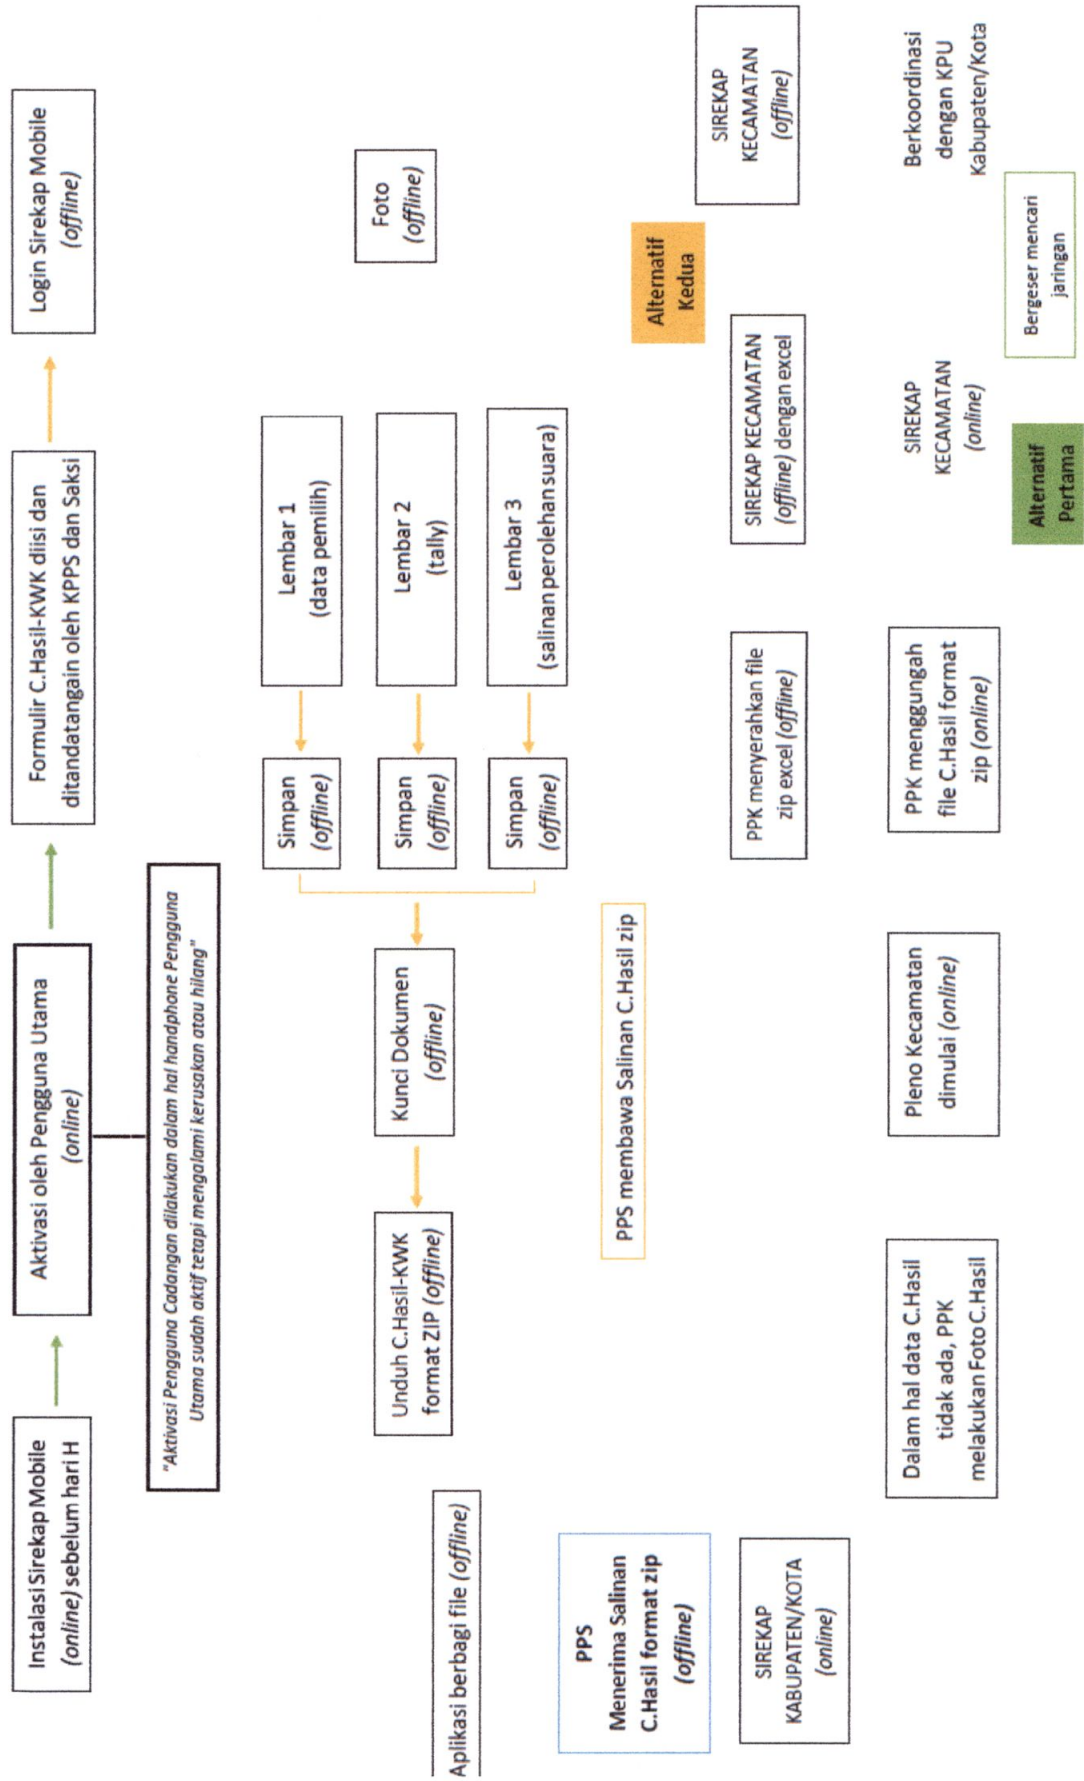 Instalasi Sirekap Mobile
(online) sebelum hari H
Aktivasi oleh Pengguna Utama
(online)
Formulir C.Hasil-KWK diisi dan
ditandatangain oleh KPPS dan Saksi
Login Sirekap Mobile
(offline)
"Aktivasi Pengguna Cadangan dilakukan dalam hal handphone Pengguna
Utama sudah aktif tetapi mengalami kerusakan atau hilang"
Foto
(offline)
Lembar 1
(data pemilih)
Lembar 2
(tally)
Lembar 3
(salinan perolehan suara)
Simpan
(offline)
Simpan
(offline)
Simpan
(offline)
Kunci Dokumen
(offline)
Unduh C.Hasil-KWK
format ZIP (offline)
Aplikasi berbagi file (offline)
PPS
Menerima Salinan
C.Hasil format zip
(offline)
PPS membawa Salinan C.Hasil zip
Alternatif
Kedua
SIREKAP
KABUPATEN/KOTA
(online)
PPK menyerahkan file
zip excel (offline)
SIREKAP KECAMATAN
(offline) dengan excel
SIREKAP
KECAMATAN
(offline)
Dalam hal data C.Hasil
tidak ada, PPK
melakukan Foto C.Hasil
Pleno Kecamatan
dimulai (online)
PPK menggungah
file C.Hasil format
zip (online)
SIREKAP
KECAMATAN
(online)
Berkoordinasi
dengan KPU
Kabupaten/Kota
Alternatif
Pertama
Bergeser mencari
jaringan